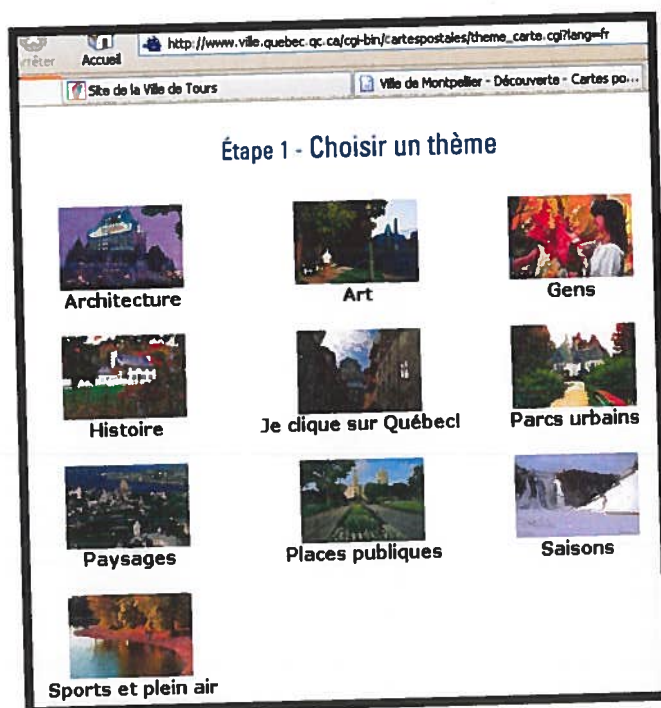 rrêter
Accueil
http://www.ville.quebec.qc.ca/cgi-bin/cartespostales/theme_carte.cgi?lang=fr
Site de la Ville de Tours
Ville de Montpellier - Découverte - Cartes po...
Étape 1 - Choisir un thème
Architecture
Art
Gens
Histoire
Je clique sur Québec!
Parcs urbains
Paysages
Places publiques
Saisons
Sports et plein air